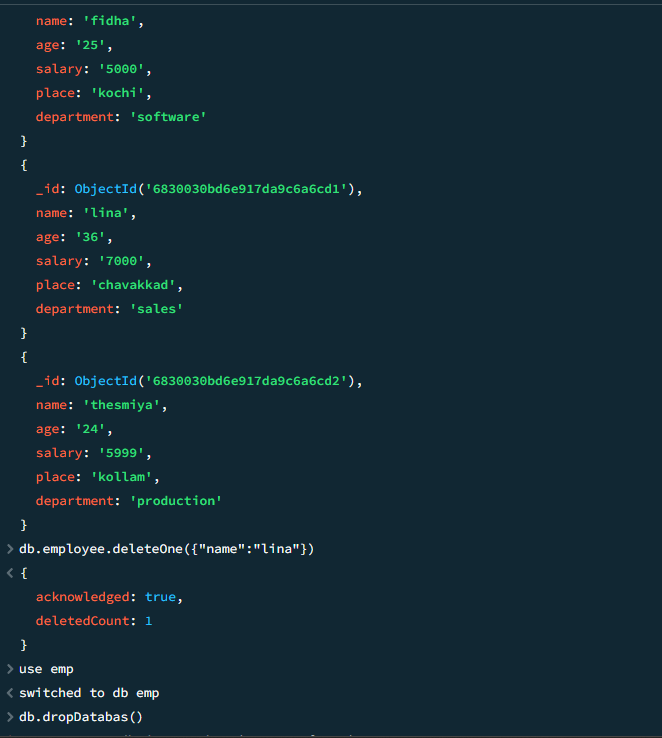 name: 'fidha',
age: '25',
salary: '5000',
place: 'kochi',
department: 'software'
}
{
_id: ObjectId('6830030bd6e917da9c6a6cd1'),
name: 'lina',
age: '36',
salary: '7000',
place: 'chavakkad',
department: 'sales'
}
{
_id: ObjectId('6830030bd6e917da9c6a6cd2'),
name: 'thesmiya',
age: '24',
salary: '5999',
place: 'kollam',
department: 'production'
}
> db.employee.deleteOne({"name":"lina"})
< {
acknowledged: true,
deletedCount: 1
}
> use emp
< switched to db emp
> db.dropDatabas()